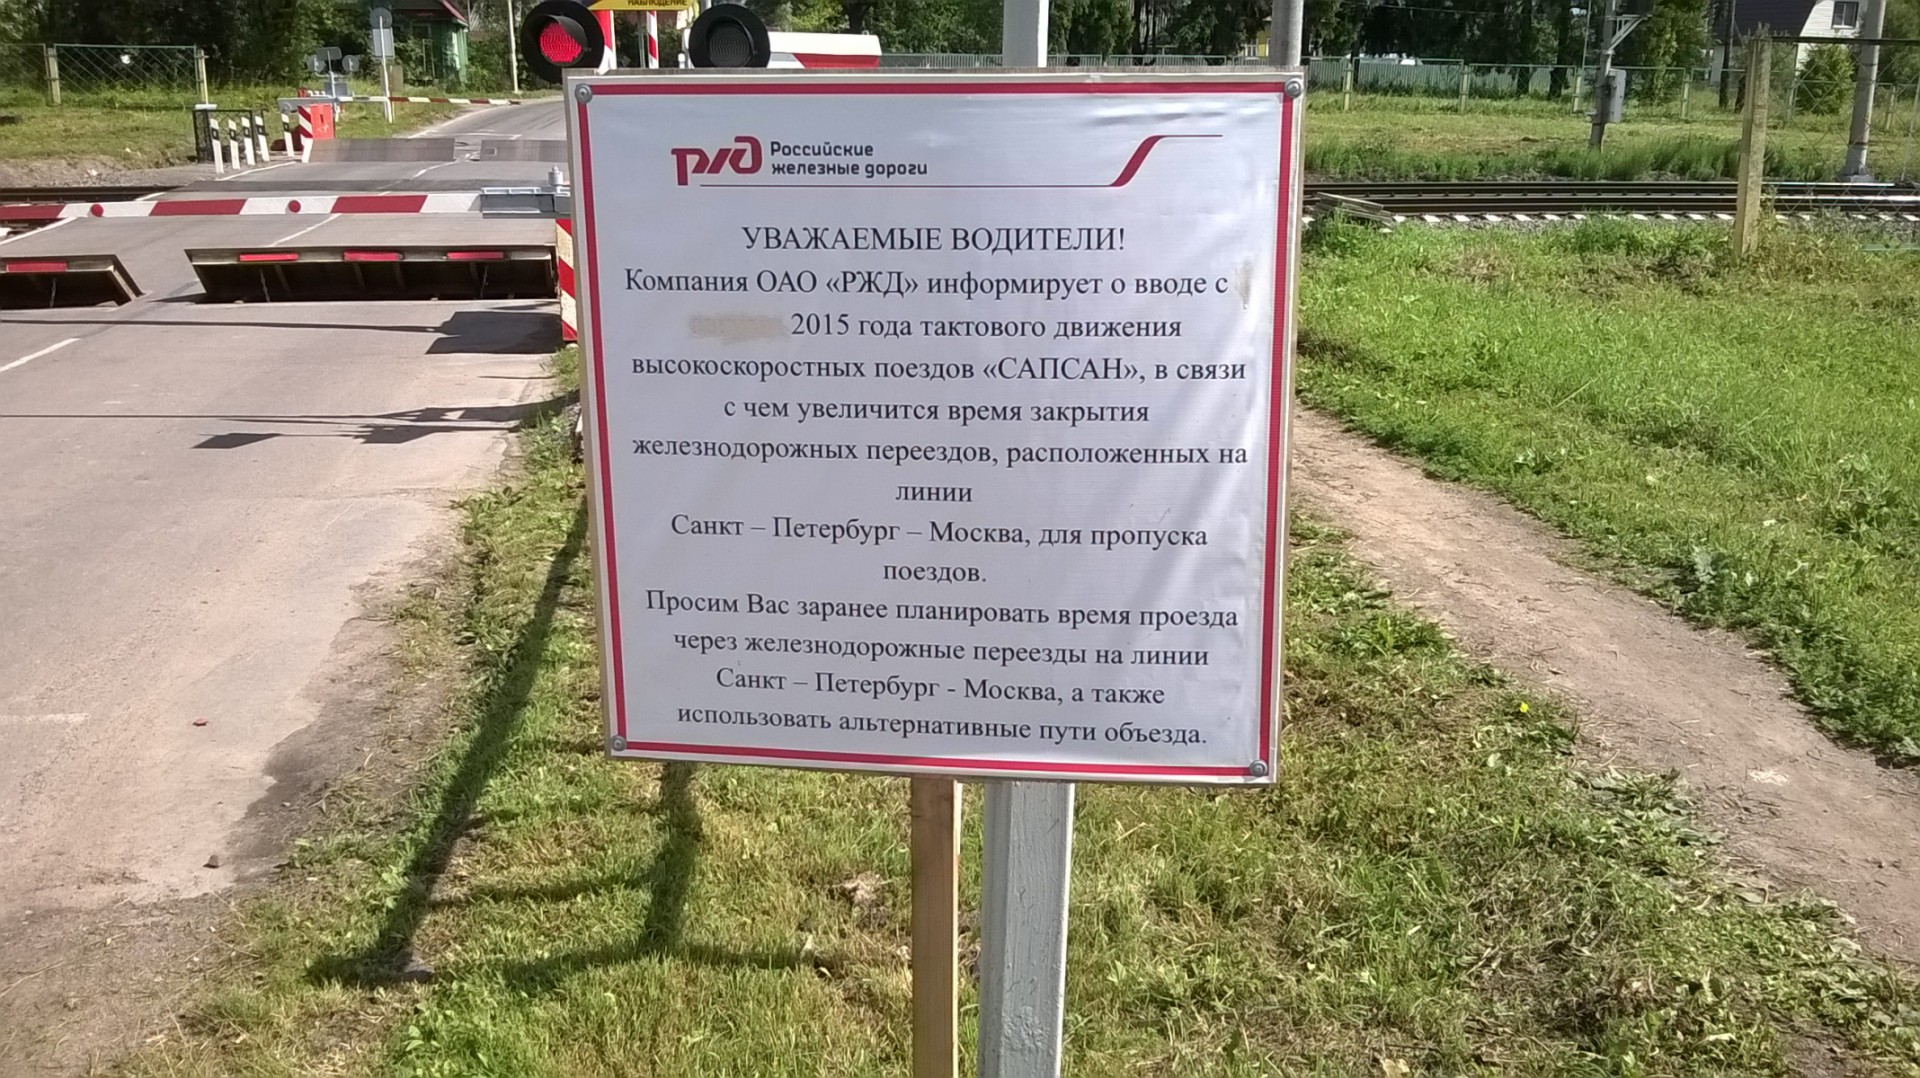 НАБЛЮДЕНИЕ
РЖД Российские
железные дороги
УВАЖАЕМЫЕ ВОДИТЕЛИ!
Компания ОАО «РЖД» информирует о вводе с
2015 года тактового движения
высокоскоростных поездов «САПСАН», в связи
с чем увеличится время закрытия
железнодорожных переездов, расположенных на
линии
Санкт – Петербург – Москва, для пропуска
поездов.
Просим Вас заранее планировать время проезда
через железнодорожные переезды на линии
Санкт – Петербург - Москва, а также
использовать альтернативные пути объезда.